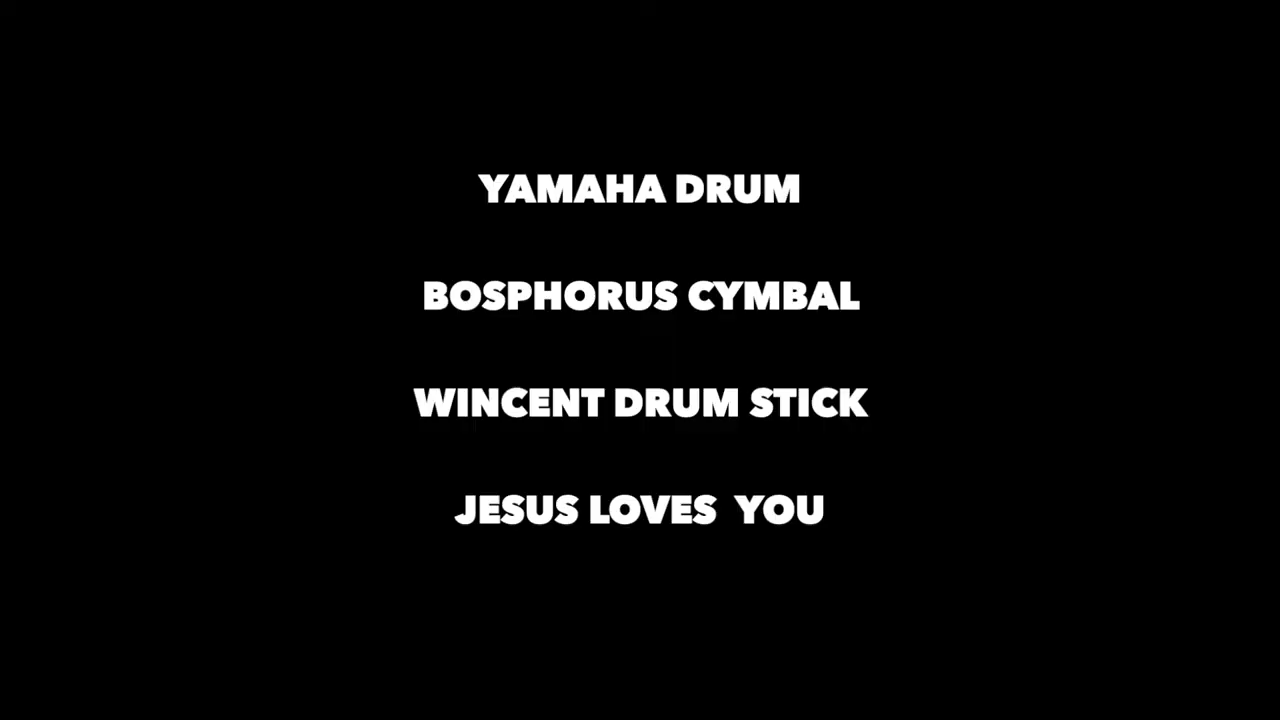 YAMAHA DRUM
BOSPHORUS CYMBAL
WINCENT DRUM STICK
JESUS LOVES  YOU